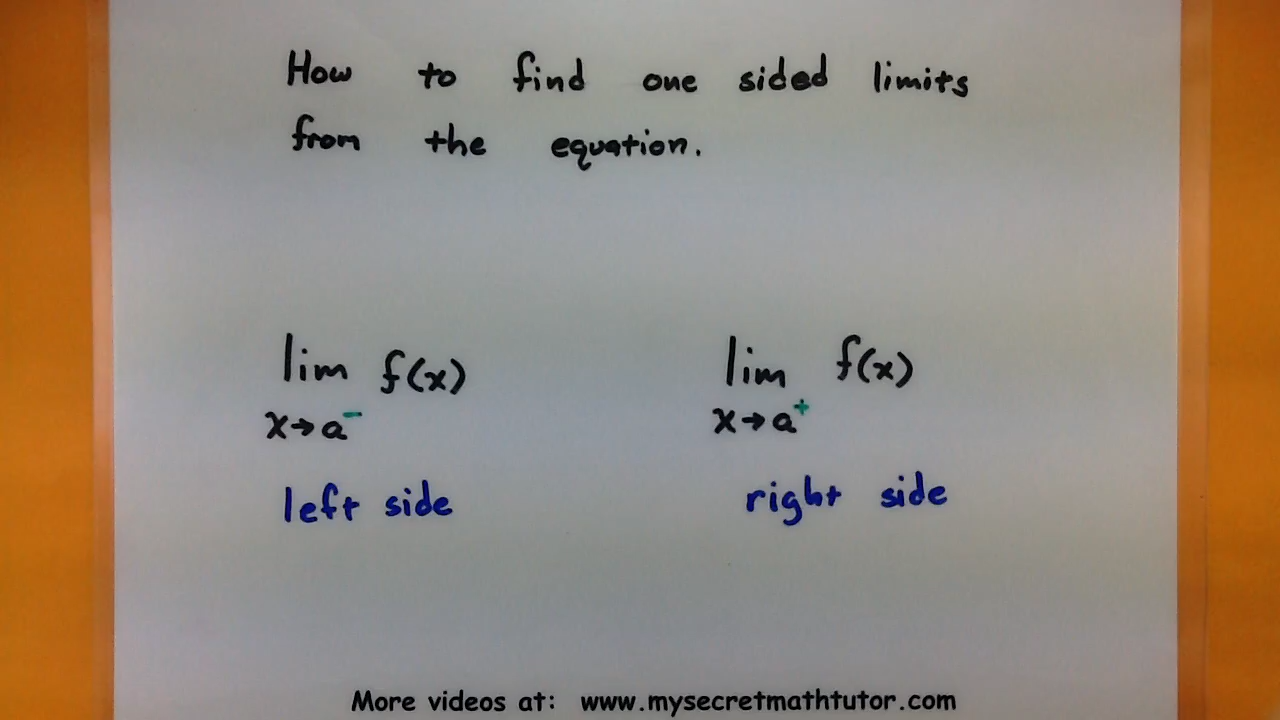 How to find one sided limits
from the equation.
lim f(x) lim f(x)
x→a⁻ x→a⁺
left side right side
More videos at: www.mysecretmathtutor.com